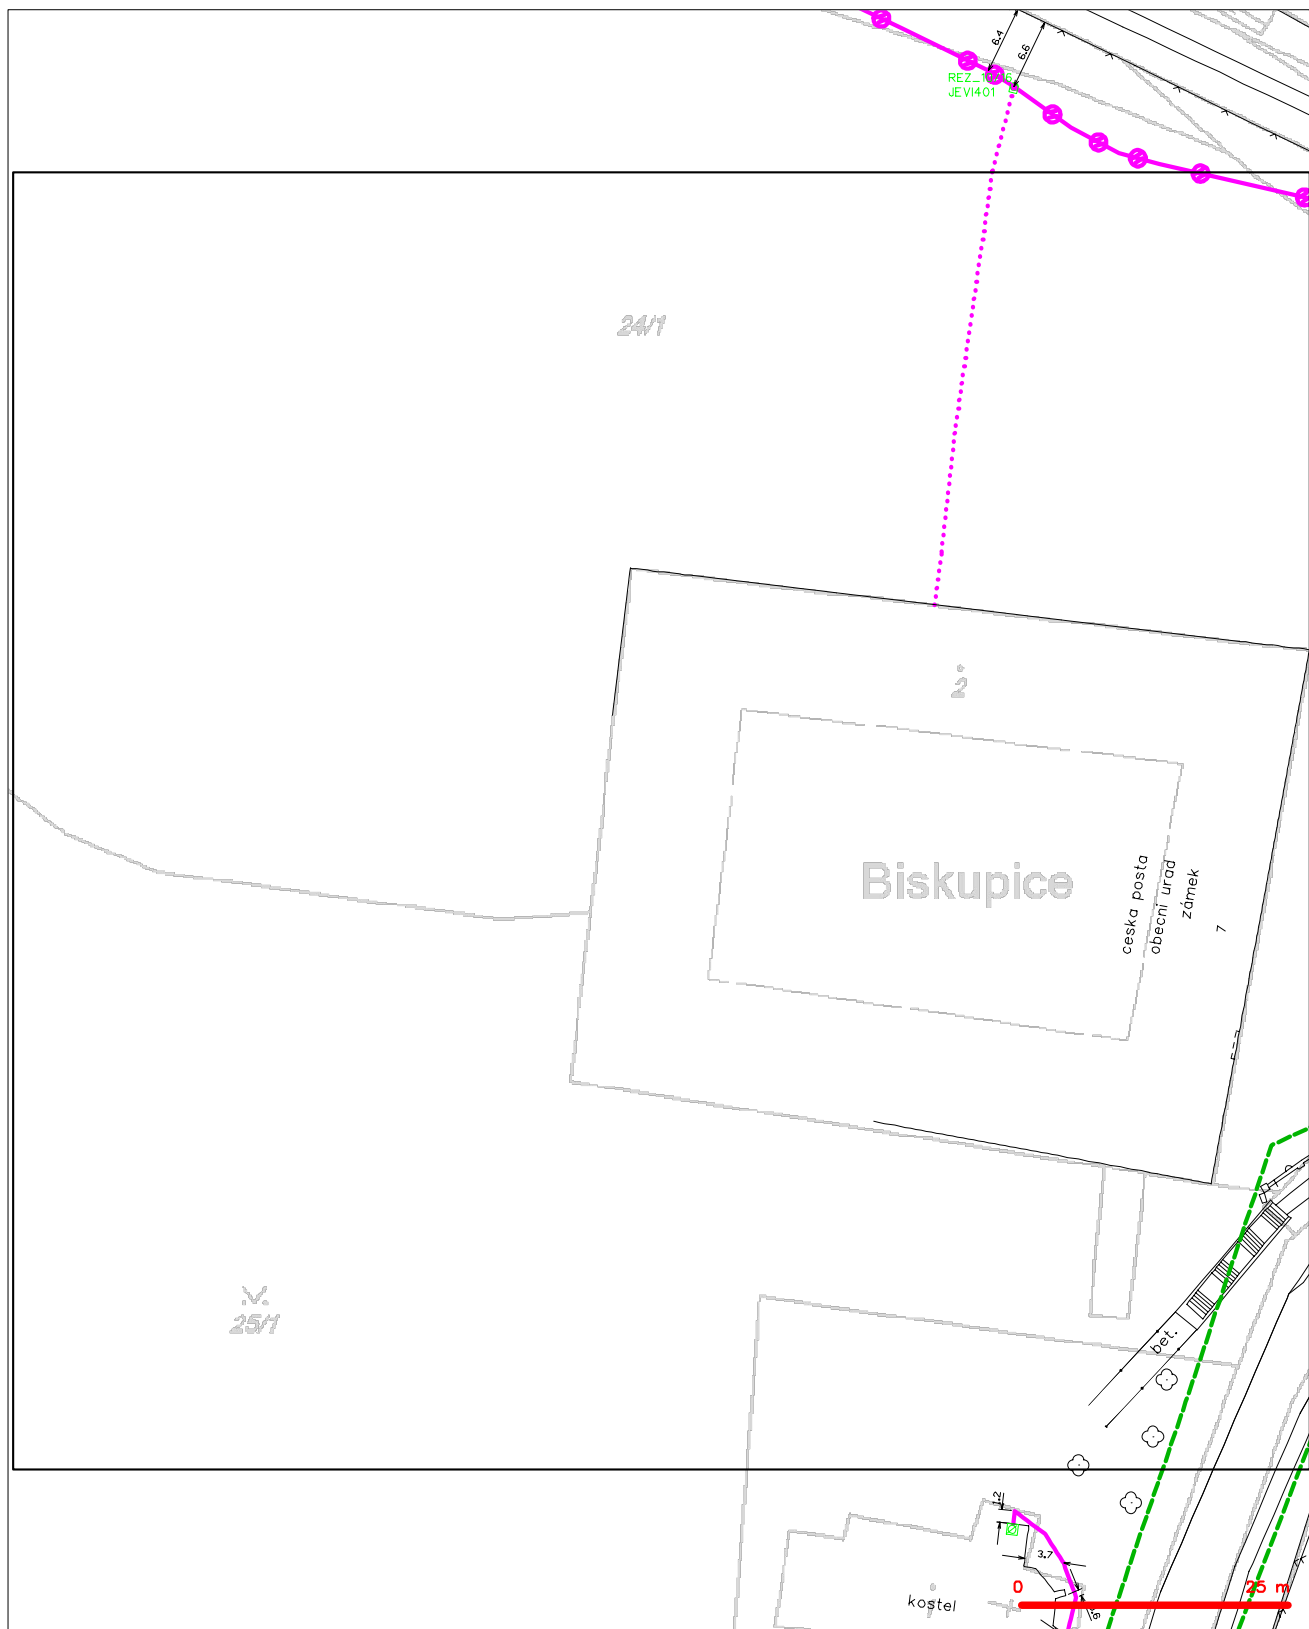 6.4
6.6
JEVI401
24/1
2
Biskupice
ceska posta
obecni urad
zámek
7
25/1
bet.
1.2
3.7
kostel
0
25 m